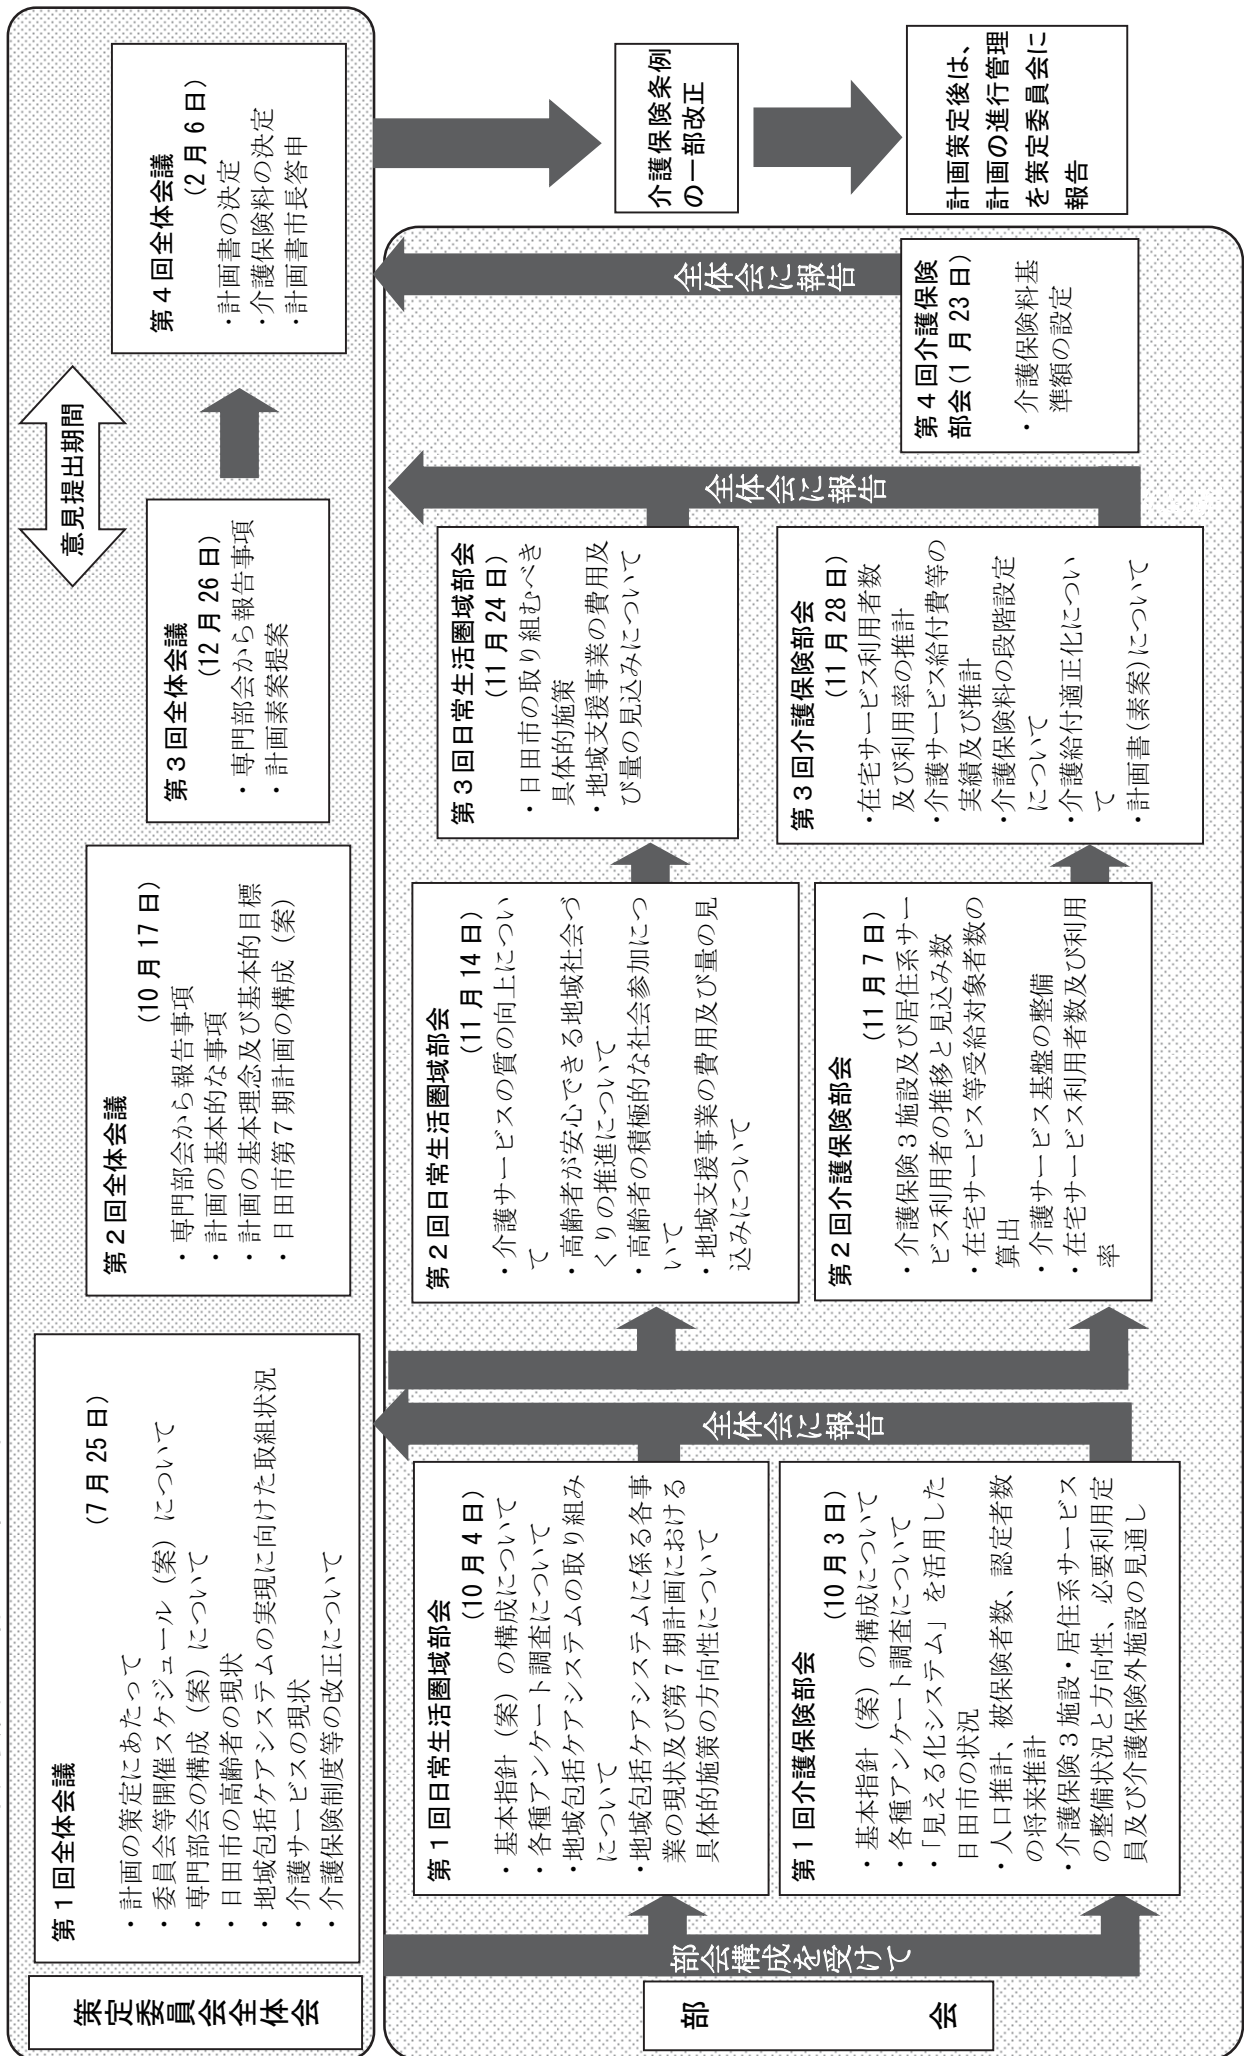 策定委員会全体会
第１回全体会議
(7 月 25 日)
・計画の策定にあたって
・委員会等開催スケジュール（案）について
・専門部会の構成（案）について
・日田市の高齢者の現状
・地域包括ケアシステムの実現に向けた取組状況
・介護サービスの現状
・介護保険制度等の改正について
第２回全体会議
(10 月 17 日)
・専門部会から報告事項
・計画の基本的な事項
・計画の基本理念及び基本的目標
・日田市第７期計画の構成（案）
第３回全体会議
(12 月 26 日)
・専門部会から報告事項
・計画素案提案
意見提出期間
第４回全体会議
(2 月 6 日)
・計画書の決定
・介護保険料の決定
・計画書市長答申
介護保険条例
の一部改正
計画策定後は、
計画の進行管理
を策定委員会に
報告
部　会
部会構成を受けて
第１回日常生活圏域部会
(10 月 4 日)
・基本指針（案）の構成について
・各種アンケート調査について
・地域包括ケアシステムの取り組み
について
・地域包括ケアシステムに係る各事
業の現状及び第７期計画における
具体的施策の方向性について
第１回介護保険部会
(10 月 3 日)
・基本指針（案）の構成について
・各種アンケート調査について
・「見える化システム」を活用した
日田市の状況
・人口推計、被保険者数、認定者数
の将来推計
・介護保険３施設・居住系サービス
の整備状況と方向性、必要利用定
員及び介護保険外施設の見通し
全体会に報告
第２回日常生活圏域部会
(11 月 14 日)
・介護サービスの質の向上につい
て
・高齢者が安心できる地域社会づ
くりの推進について
・高齢者の積極的な社会参加につ
いて
・地域支援事業の費用及び量の見
込みについて
第２回介護保険部会
(11 月 7 日)
・介護保険３施設及び居住系サー
ビス利用者の推移と見込み数
・在宅サービス等受給対象者数の
算出
・介護サービス基盤の整備
・在宅サービス利用者数及び利用
率
第３回日常生活圏域部会
(11 月 24 日)
・日田市の取り組むべき
具体的施策
・地域支援事業の費用及
び量の見込みについて
第３回介護保険部会
(11 月 28 日)
・在宅サービス利用者数
及び利用率の推計
・介護サービス給付費等の
実績及び推計
・介護保険料の段階設定
について
・介護給付適正化につい
て
・計画書(素案)について
全体会に報告
第４回介護保険
部会(1 月 23 日)
・介護保険料基
準額の設定
全体会に報告